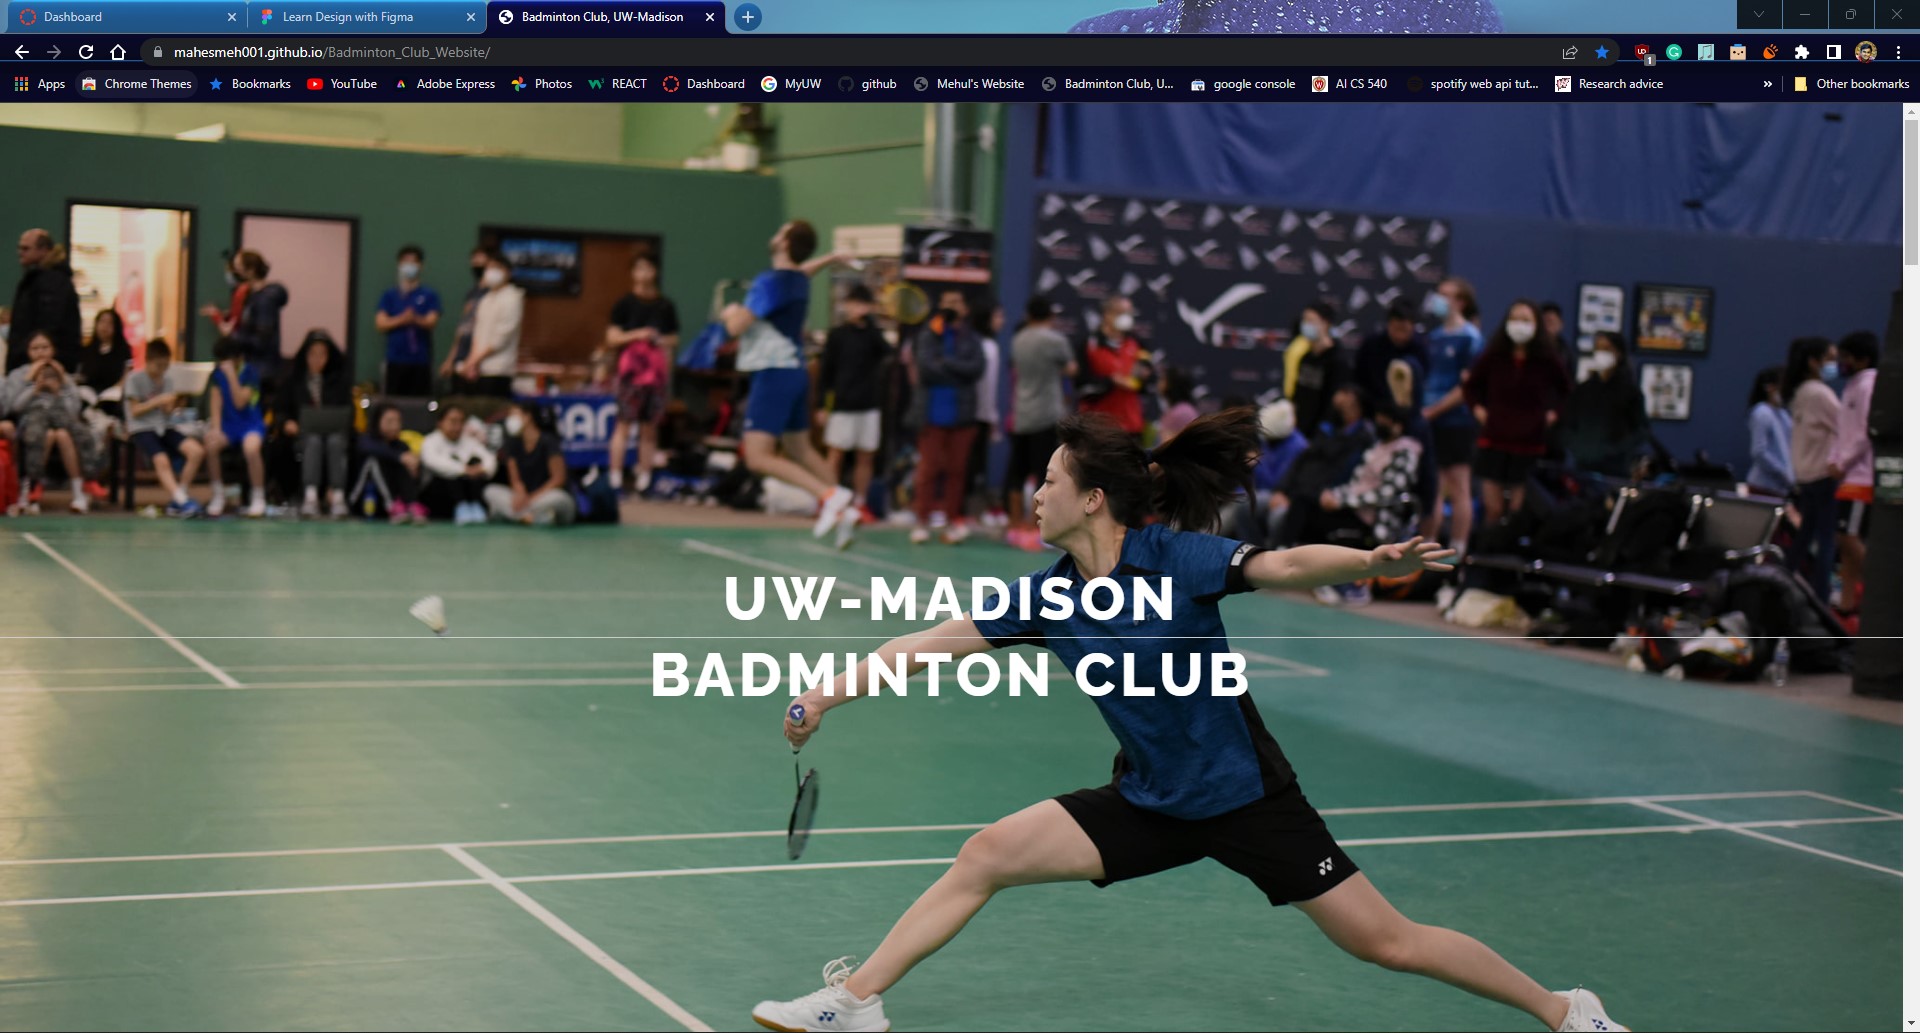 Dashboard
Learn Design with Figma
Badminton Club, UW-Madison
mahesmeh001.github.io/Badminton_Club_Website/
1
Apps
Chrome Themes
Bookmarks
YouTube
Adobe Express
Photos
REACT
Dashboard
MyUW
github
Mehul's Website
Badminton Club, U...
google console
AI CS 540
spotify web api tut...
Research advice
»
Other bookmarks
UW-MADISON
BADMINTON CLUB